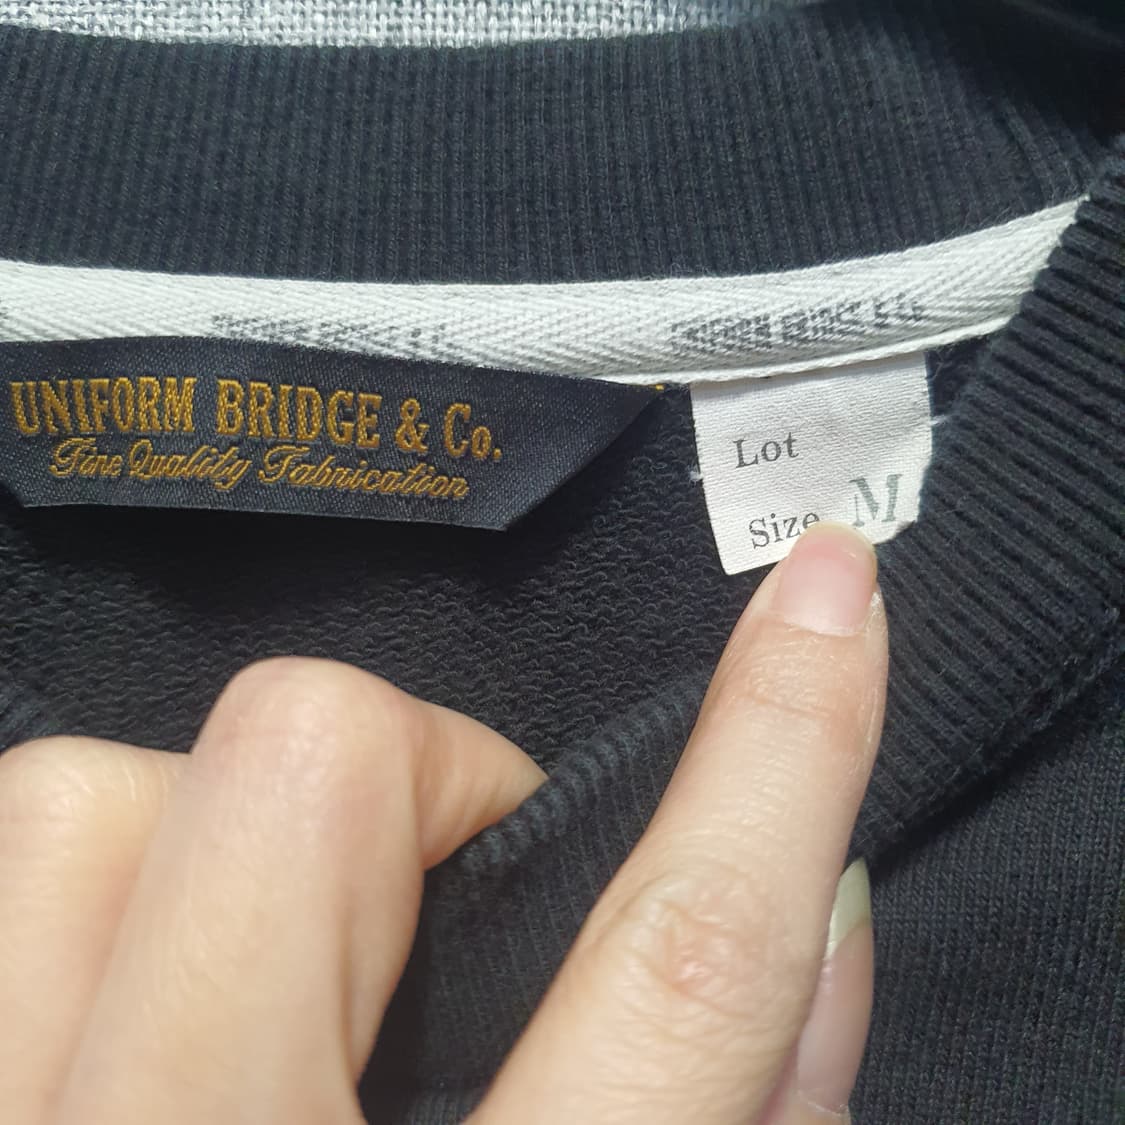 UNIFORM BRIDGE & Co.
Fine Quality Fabrication
Lot
Size M